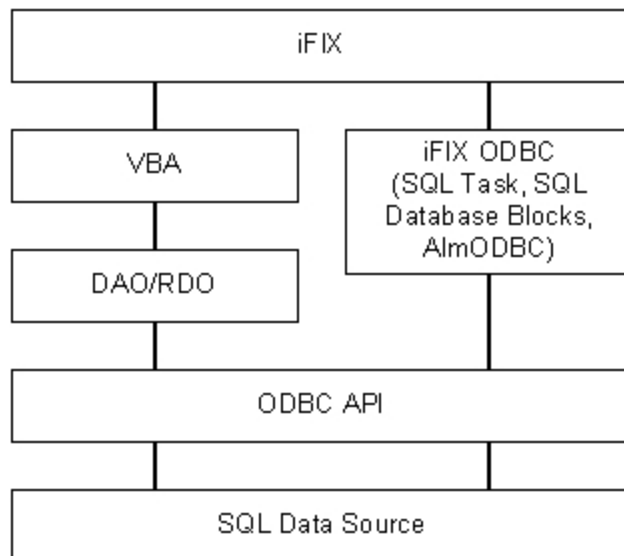 iFIX
VBA
iFIX ODBC
(SQL Task, SQL
Database Blocks,
AlmODBC)
DAO/RDO
ODBC API
SQL Data Source